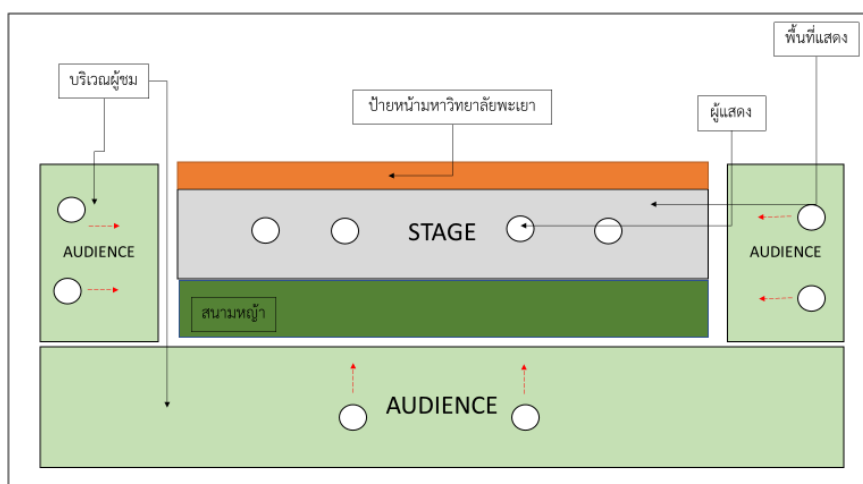 พื้นที่แสดง
บริเวณผู้ชม
ป้ายหน้ามหาวิทยาลัยพะเยา
ผู้แสดง
STAGE
AUDIENCE
AUDIENCE
สนามหญ้า
AUDIENCE